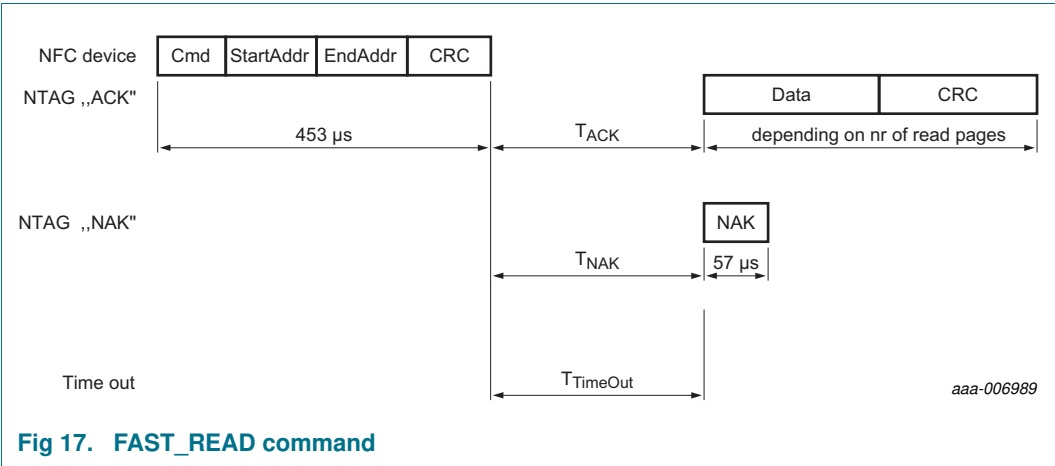 NFC device Cmd StartAddr EndAddr CRC
NTAG ,,ACK" Data CRC
453 µs TACK depending on nr of read pages
NTAG ,,NAK" NAK
TNAK 57 µs
Time out TTimeOut aaa-006989
Fig 17. FAST_READ command